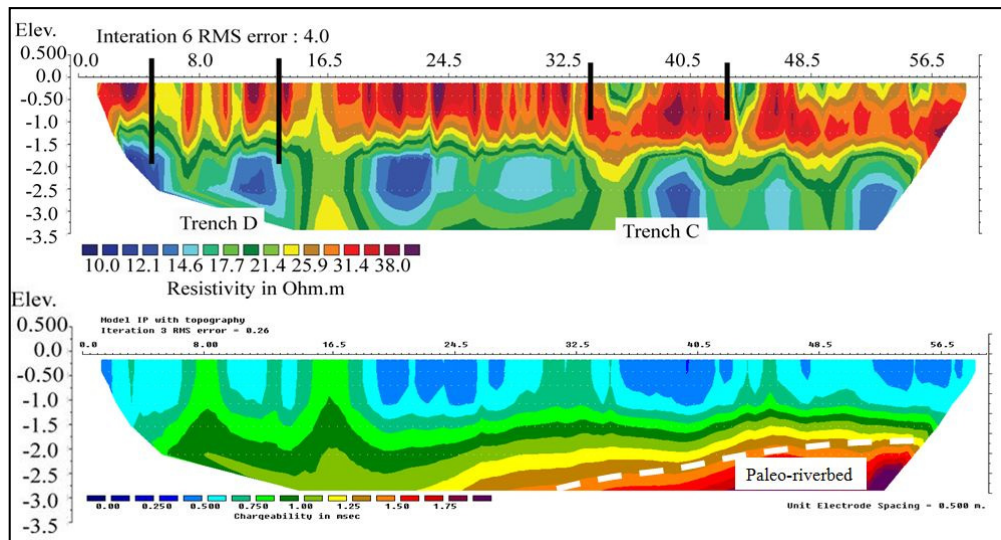 Elev.
Interation 6 RMS error : 4.0
0.500
0.0 8.0 16.5 24.5 32.5 40.5 48.5 56.5
0.0
-0.50
-1.0
-1.5
-2.0
-2.5
-3.0
-3.5
Trench D
Trench C
10.0 12.1 14.6 17.7 21.4 25.9 31.4 38.0
Resistivity in Ohm.m
Elev.
Model IP with topography
Iteration 3 RMS error = 0.26
0.500
0.0 8.00 16.5 24.5 32.5 40.5 48.5 56.5
0.0
-0.50
-1.0
-1.5
-2.0
-2.5
-3.0
-3.5
Paleo-riverbed
0.00 0.250 0.500 0.750 1.00 1.25 1.50 1.75
Chargeability in msec
Unit Electrode Spacing = 0.500 m.